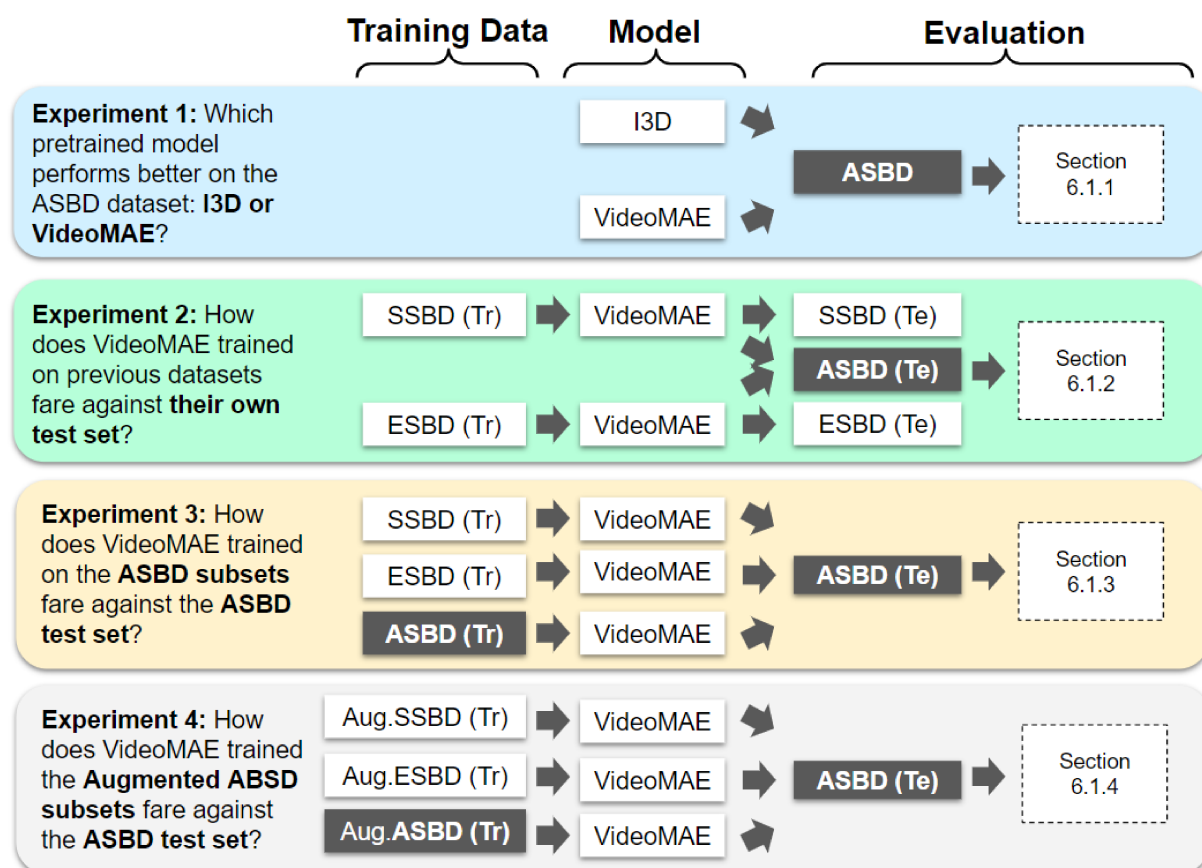 Training Data
Model
Evaluation
Experiment 1: Which
pretrained model
performs better on the
ASBD dataset: I3D or
VideoMAE?
I3D
VideoMAE
ASBD
Section
6.1.1
Experiment 2: How
does VideoMAE trained
on previous datasets
fare against their own
test set?
SSBD (Tr)
VideoMAE
SSBD (Te)
ASBD (Te)
ESBD (Tr)
VideoMAE
ESBD (Te)
Section
6.1.2
Experiment 3: How
does VideoMAE trained
on the ASBD subsets
fare against the ASBD
test set?
SSBD (Tr)
VideoMAE
ESBD (Tr)
VideoMAE
ASBD (Tr)
VideoMAE
ASBD (Te)
Section
6.1.3
Experiment 4: How
does VideoMAE trained
the Augmented ABSD
subsets fare against
the ASBD test set?
Aug.SSBD (Tr)
VideoMAE
Aug.ESBD (Tr)
VideoMAE
Aug.ASBD (Tr)
VideoMAE
ASBD (Te)
Section
6.1.4